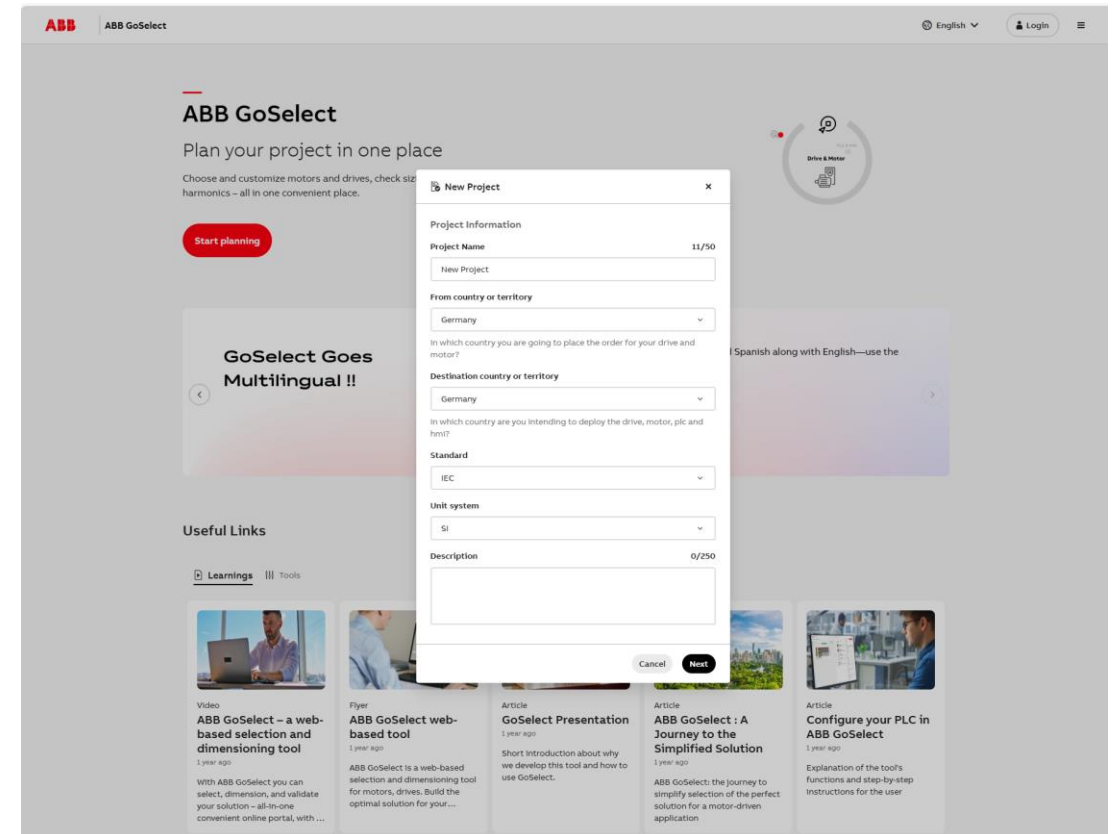 ABB
ABB GoSelect
English
Login
ABB GoSelect
Plan your project in one place
Choose and customize motors and drives, check siz
harmonics – all in one convenient place.
Start planning
Drive & Motor
New Project
Project Information
Project Name 11/50
New Project
From country or territory
Germany
In which country you are going to place the order for your drive and
motor?
Destination country or territory
Germany
In which country are you intending to deploy the drive, motor, plc and
hmi?
Standard
IEC
Unit system
SI
Description 0/250
Cancel Next
GoSelect Goes
Multilingual !!
Spanish along with English—use the
Useful Links
Learnings Tools
Video
ABB GoSelect – a web-
based selection and
dimensioning tool
1 year ago
With ABB GoSelect you can
select, dimension, and validate
your solution – all-in-one
convenient online portal, with ...
Flyer
ABB GoSelect web-
based tool
1 year ago
ABB GoSelect is a web-based
selection and dimensioning tool
for motors, drives. Build the
optimal solution for your...
Article
GoSelect Presentation
1 year ago
Short introduction about why
we develop this tool and how to
use GoSelect.
Article
ABB GoSelect : A
Journey to the
Simplified Solution
1 year ago
ABB GoSelect: the journey to
simplify selection of the perfect
solution for a motor-driven
application
Article
Configure your PLC in
ABB GoSelect
1 year ago
Explanation of the tool's
functions and step-by-step
instructions for the user